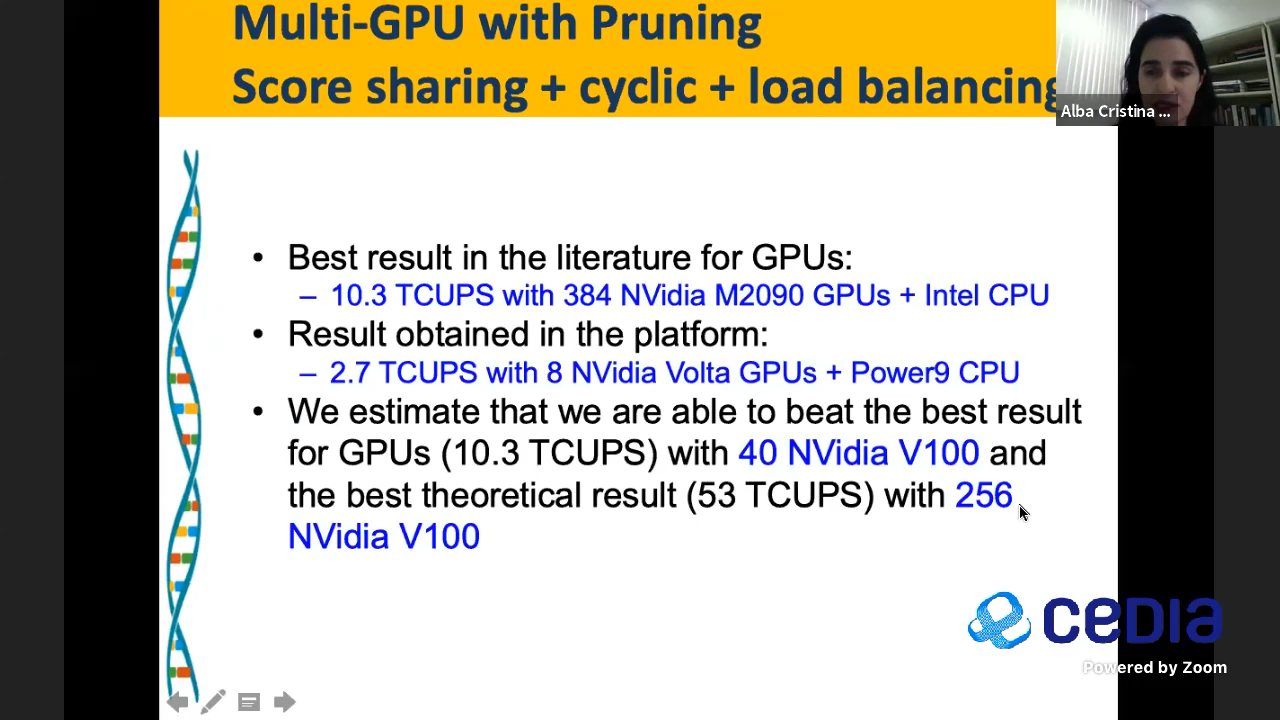 Multi-GPU with Pruning
Score sharing + cyclic + load balancing
Alba Cristina ...
• Best result in the literature for GPUs:
– 10.3 TCUPS with 384 NVidia M2090 GPUs + Intel CPU
• Result obtained in the platform:
– 2.7 TCUPS with 8 NVidia Volta GPUs + Power9 CPU
• We estimate that we are able to beat the best result
for GPUs (10.3 TCUPS) with 40 NVidia V100 and
the best theoretical result (53 TCUPS) with 256
NVidia V100
CEDIA
Powered by Zoom